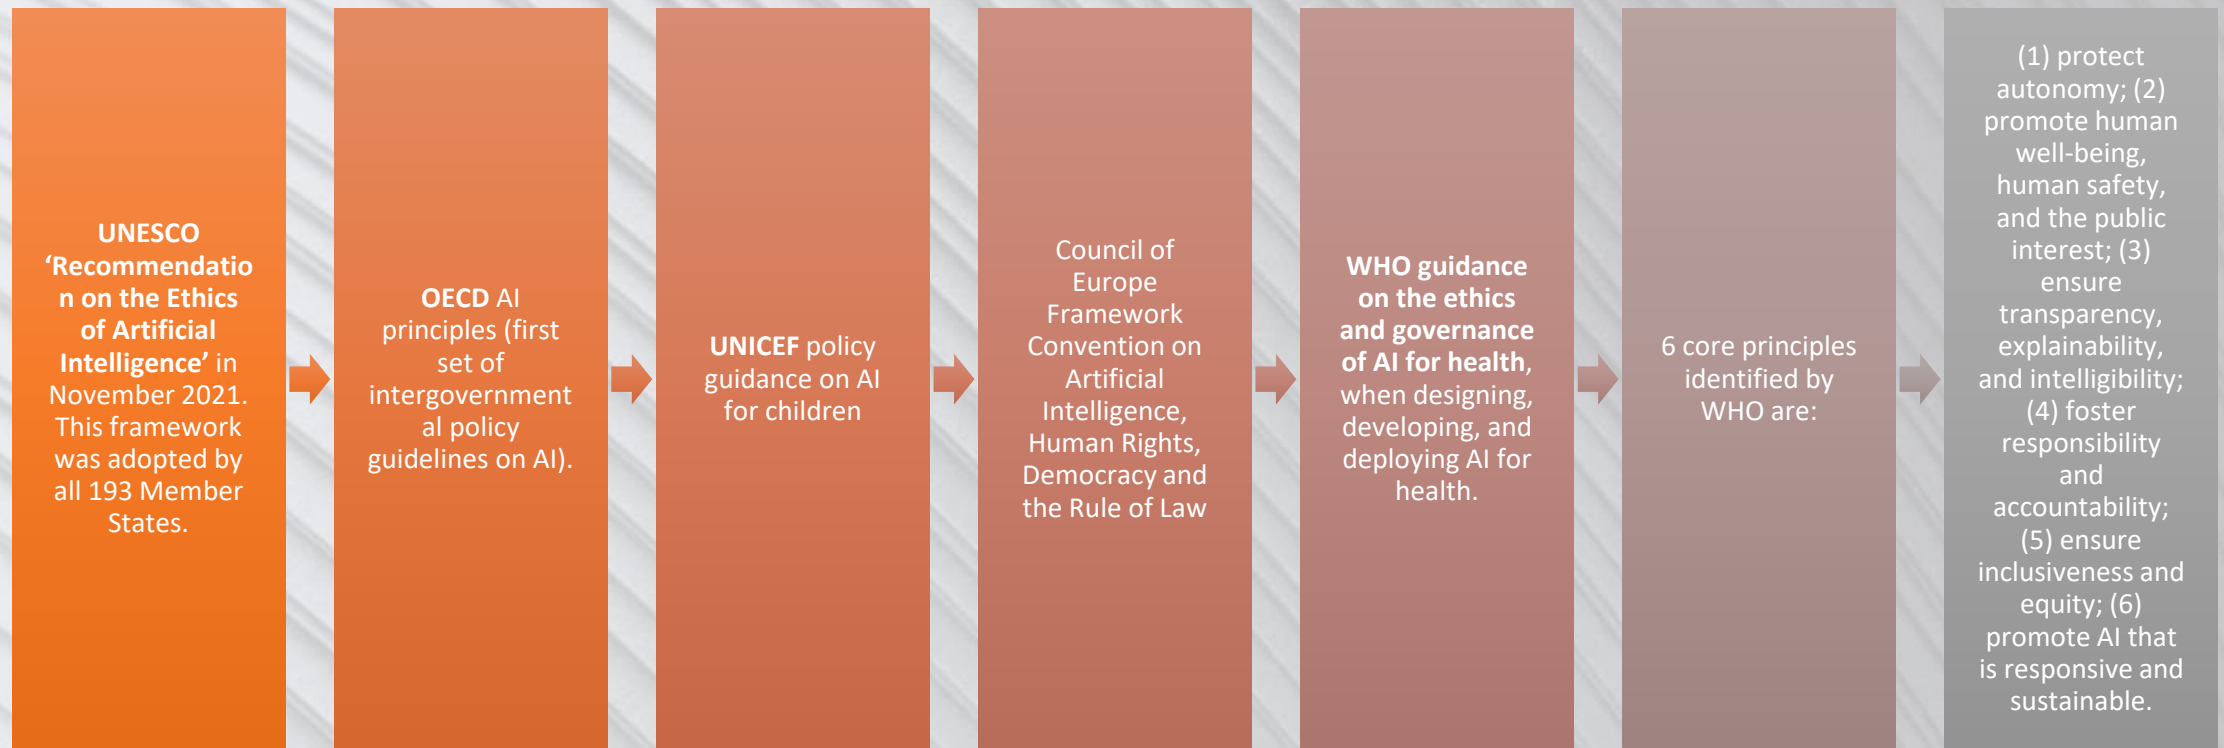 UNESCO
‘Recommendatio
n on the Ethics
of Artificial
Intelligence’ in
November 2021.
This framework
was adopted by
all 193 Member
States.
OECD AI
principles (first
set of
intergovernment
al policy
guidelines on AI).
UNICEF policy
guidance on AI
for children
Council of
Europe
Framework
Convention on
Artificial
Intelligence,
Human Rights,
Democracy and
the Rule of Law
WHO guidance
on the ethics
and governance
of AI for health,
when designing,
developing, and
deploying AI for
health.
6 core principles
identified by
WHO are:
(1) protect
autonomy; (2)
promote human
well-being,
human safety,
and the public
interest; (3)
ensure
transparency,
explainability,
and intelligibility;
(4) foster
responsibility
and
accountability;
(5) ensure
inclusiveness and
equity; (6)
promote AI that
is responsive and
sustainable.